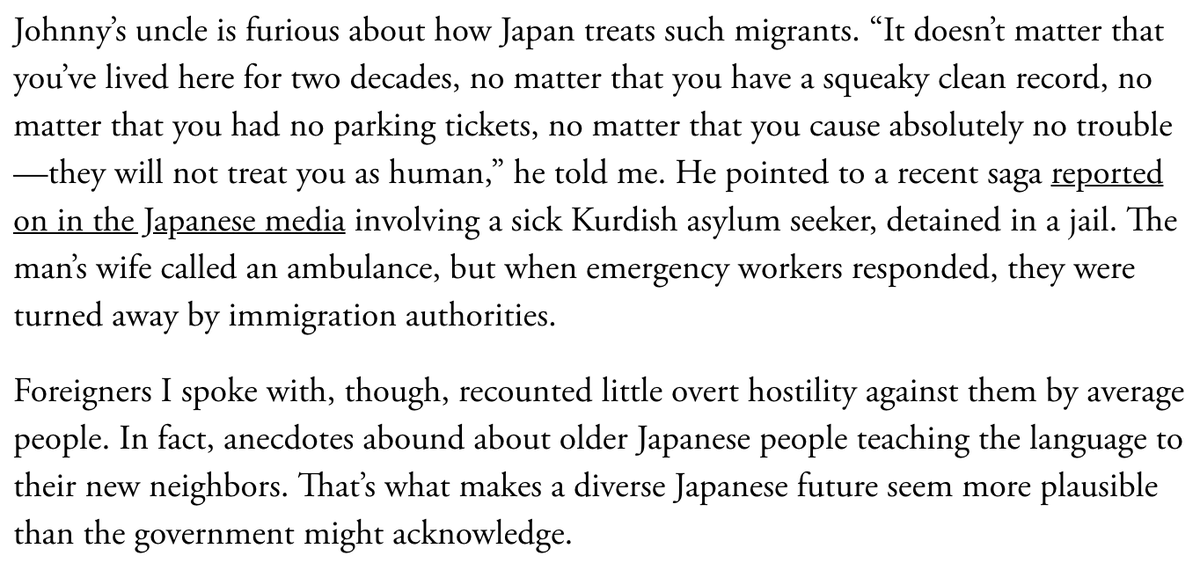 Johnny’s uncle is furious about how Japan treats such migrants. “It doesn’t matter that
you’ve lived here for two decades, no matter that you have a squeaky clean record, no
matter that you had no parking tickets, no matter that you cause absolutely no trouble
—they will not treat you as human,” he told me. He pointed to a recent saga reported
on in the Japanese media involving a sick Kurdish asylum seeker, detained in a jail. The
man’s wife called an ambulance, but when emergency workers responded, they were
turned away by immigration authorities.
Foreigners I spoke with, though, recounted little overt hostility against them by average
people. In fact, anecdotes abound about older Japanese people teaching the language to
their new neighbors. That’s what makes a diverse Japanese future seem more plausible
than the government might acknowledge.